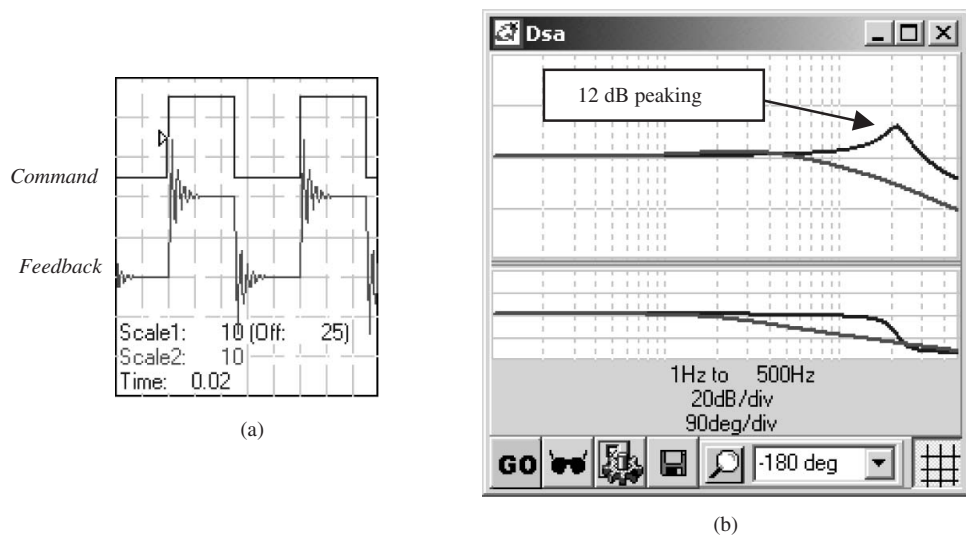 Command
Feedback
Scale1: 10 (Off: 25)
Scale2: 10
Time: 0.02
(a)
Dsa
12 dB peaking
1Hz to 500Hz
20dB/div
90deg/div
GO
-180 deg
(b)